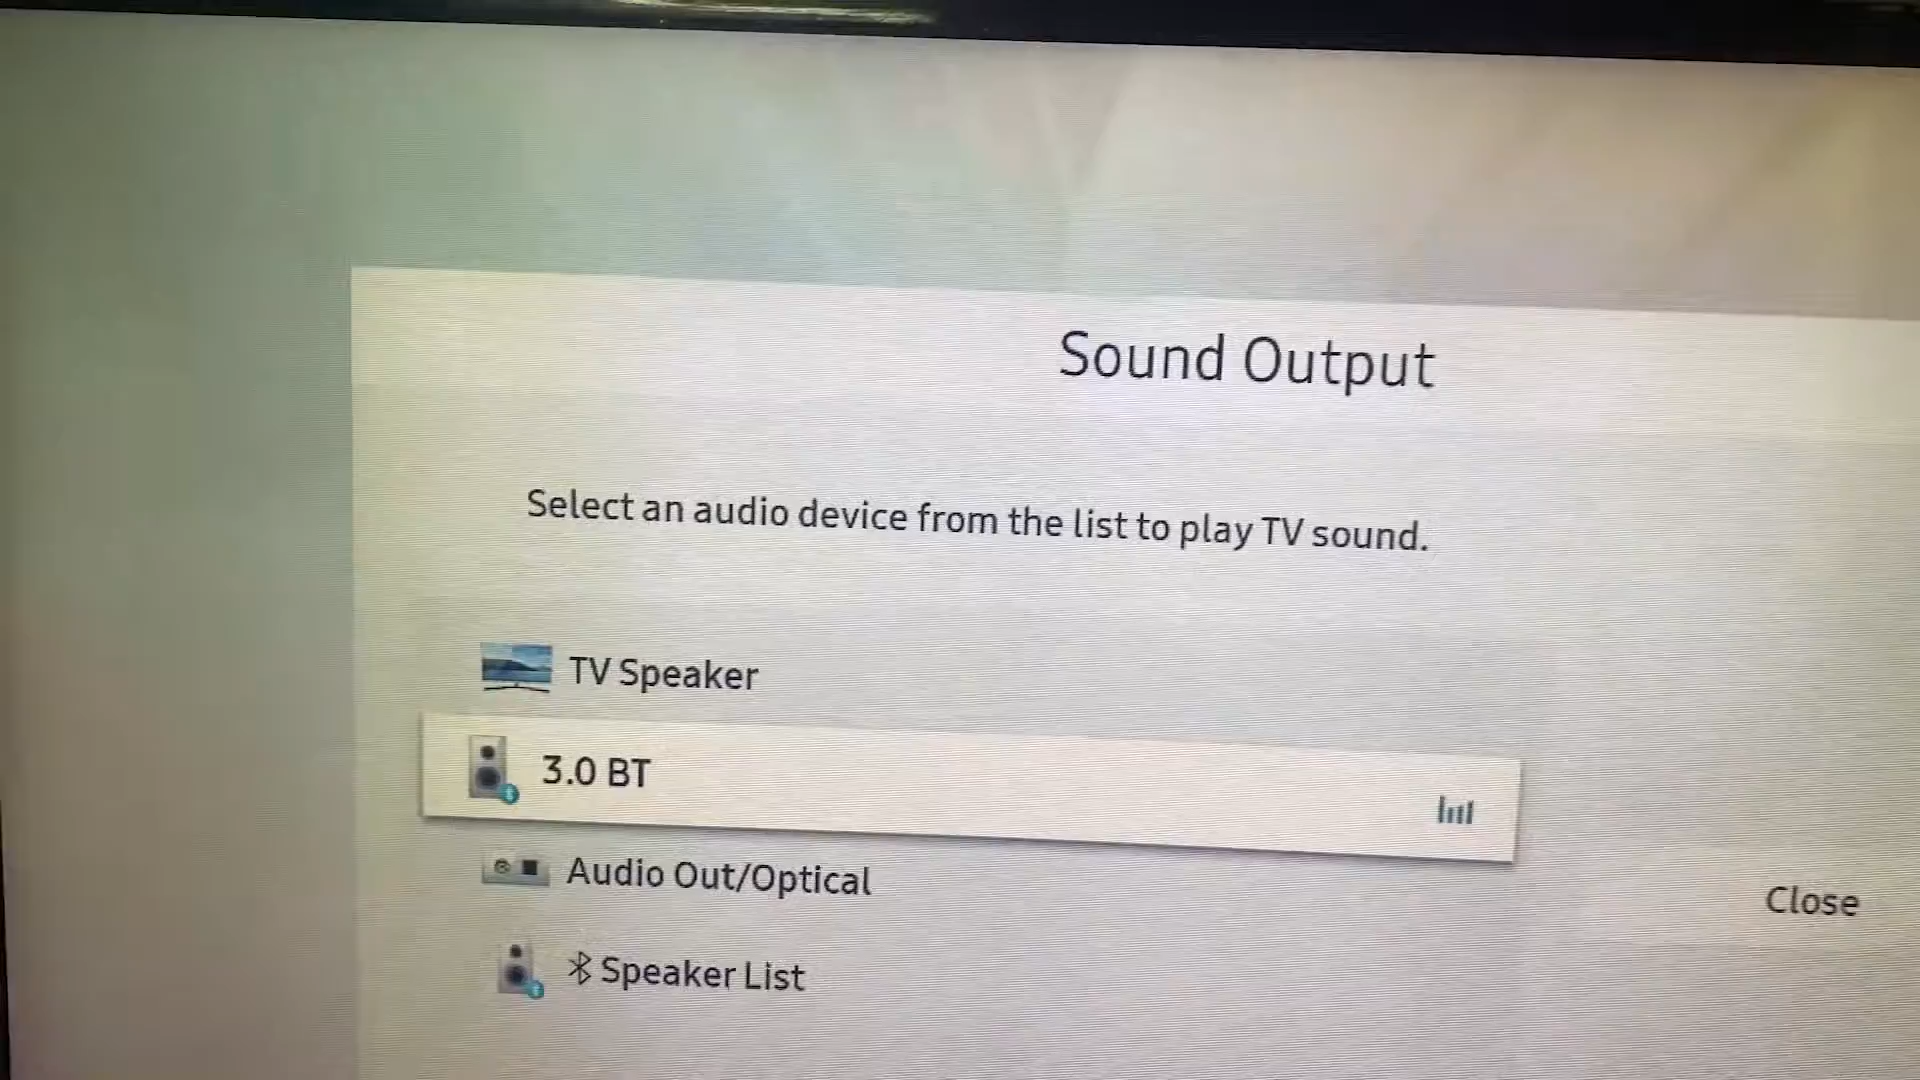 Sound Output
Select an audio device from the list to play TV sound.
TV Speaker
3.0 BT
Audio Out/Optical
Speaker List
Close